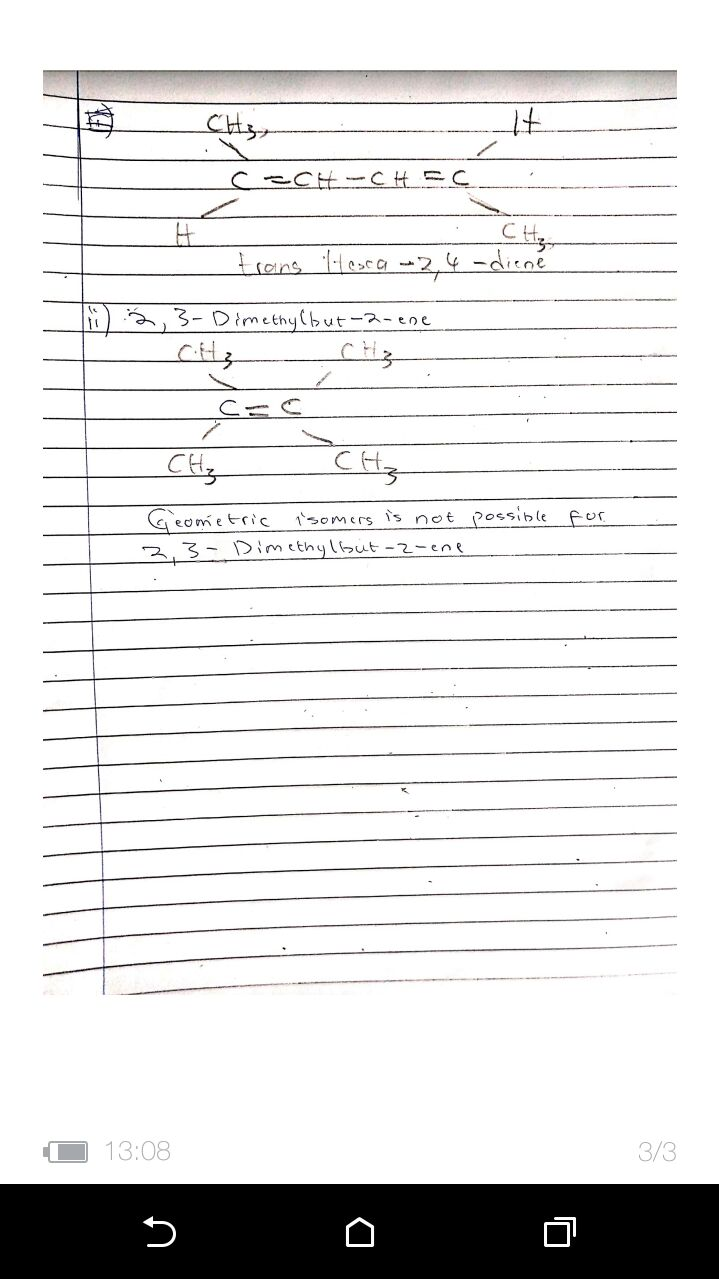 CH3, H
C =CH -CH =C
H CH3,
trans Hexa -2,4 -diene
ii) 2,3- Dimethylbut-2-ene
CH3 CH3
C= C
CH3 CH3
Geometric isomers is not possible for
2,3- Dimethylbut-2-ene
13:08 3/3